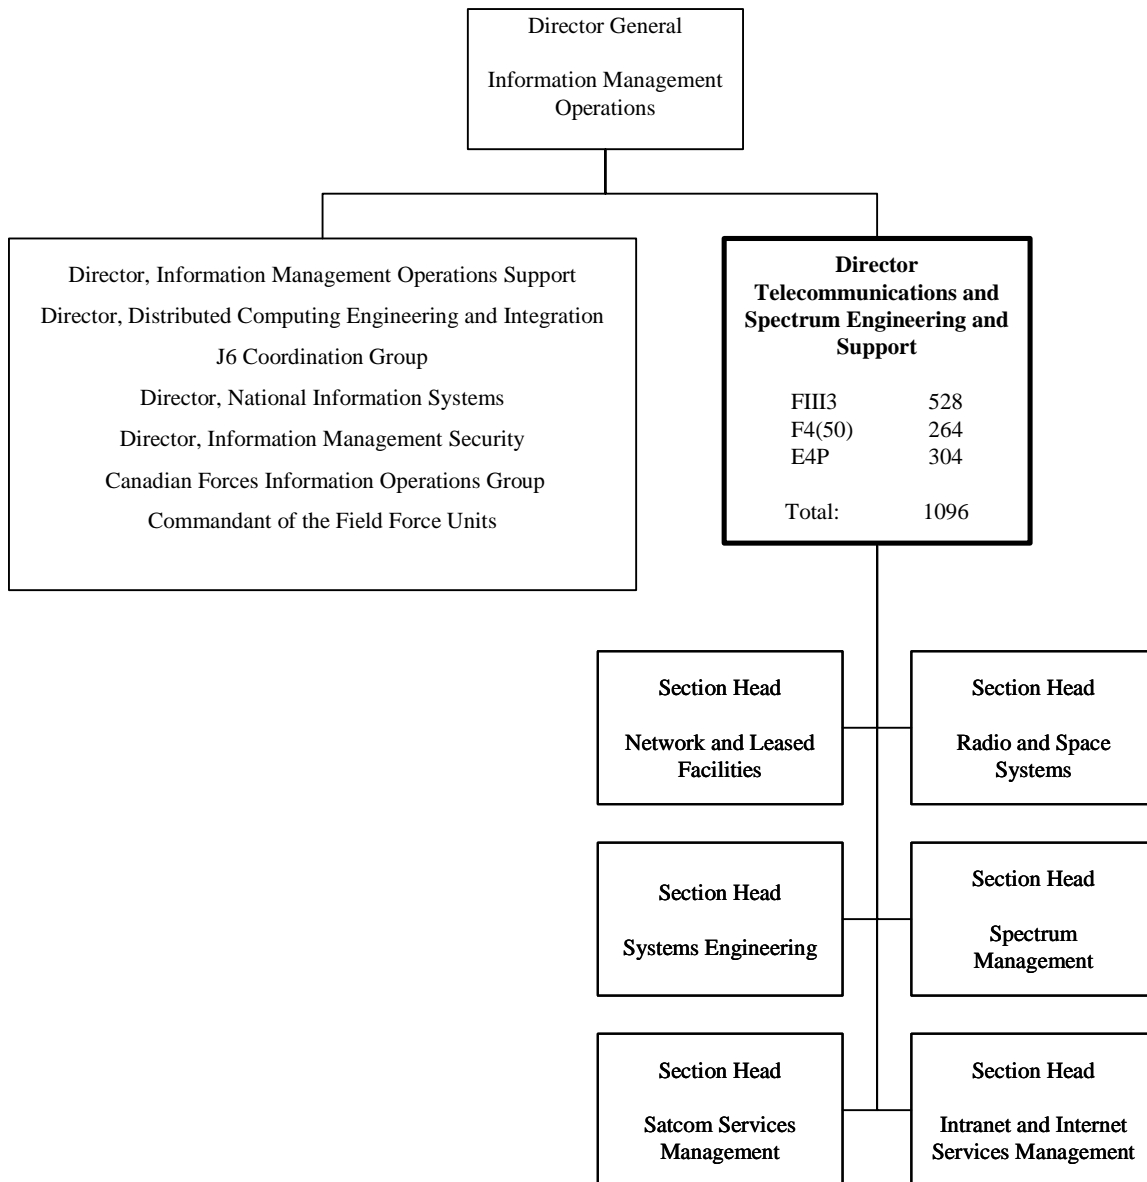 Director General
Information Management
Operations
Director, Information Management Operations Support
Director, Distributed Computing Engineering and Integration
J6 Coordination Group
Director, National Information Systems
Director, Information Management Security
Canadian Forces Information Operations Group
Commandant of the Field Force Units
Director
Telecommunications and
Spectrum Engineering and
Support
FIII3 528
F4(50) 264
E4P 304
Total: 1096
Section Head
Network and Leased
Facilities
Section Head
Radio and Space
Systems
Section Head
Systems Engineering
Section Head
Spectrum
Management
Section Head
Satcom Services
Management
Section Head
Intranet and Internet
Services Management